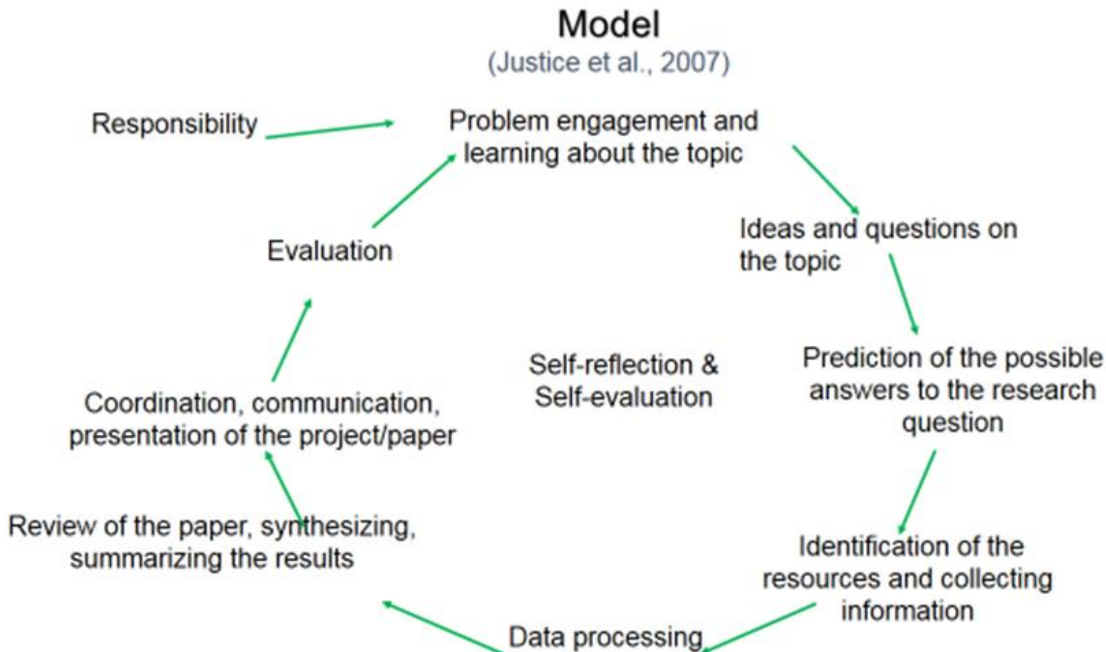 Model
(Justice et al., 2007)
Responsibility
Problem engagement and
learning about the topic
Ideas and questions on
the topic
Evaluation
Prediction of the possible
answers to the research
question
Self-reflection &
Self-evaluation
Coordination, communication,
presentation of the project/paper
Identification of the
resources and collecting
information
Review of the paper, synthesizing,
summarizing the results
Data processing